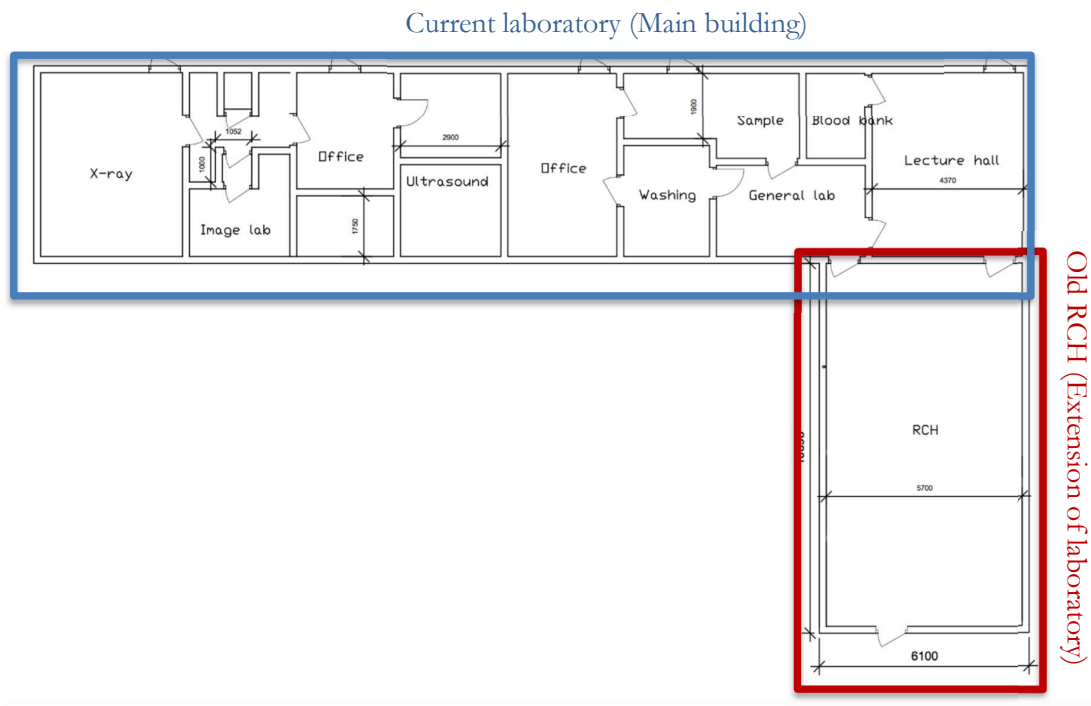 Current laboratory (Main building)
X-ray
1052
1000
Image lab
Office
1750
2900
Ultrasound
Office
1900
Washing
Sample
General lab
Blood bank
Lecture hall
4370
RCH
5700
6100
Old RCH (Extension of laboratory)